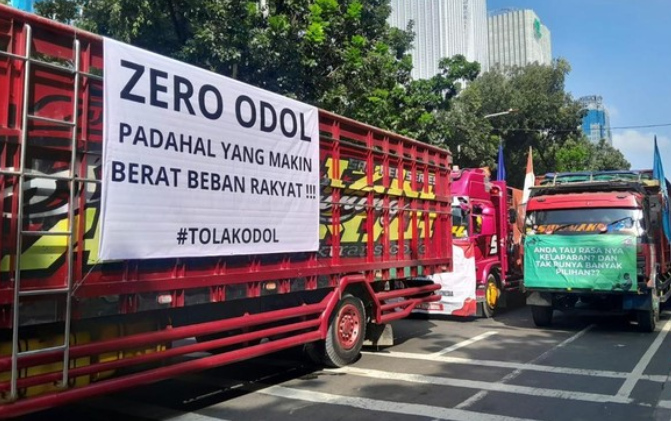 ZERO ODOL
PADAHAL YANG MAKIN
BERAT BEBAN RAKYAT !!!
#TOLAKODOL
ANDA TAU RASA NYA
KELAPARAN? DAN
TAK PUNYA BANYAK
PILIHAN??